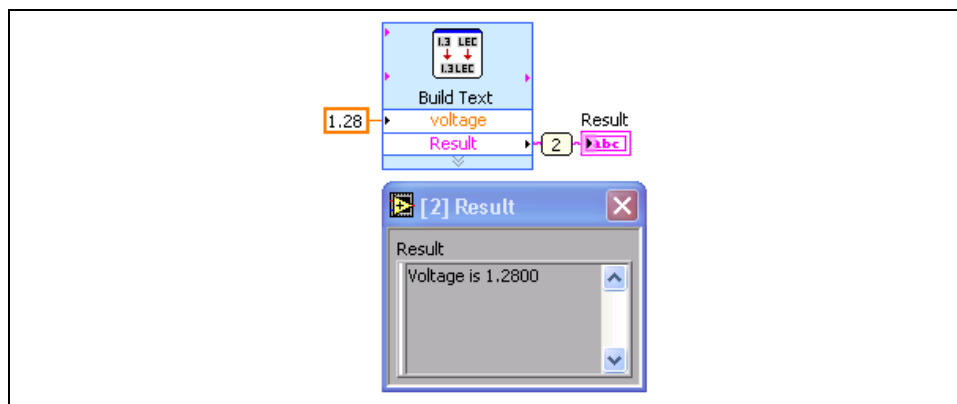 1.3 LEC
1.3 LEC
Build Text
1.28
voltage
Result
Result
2
abc
[2] Result
Result
Voltage is 1.2800